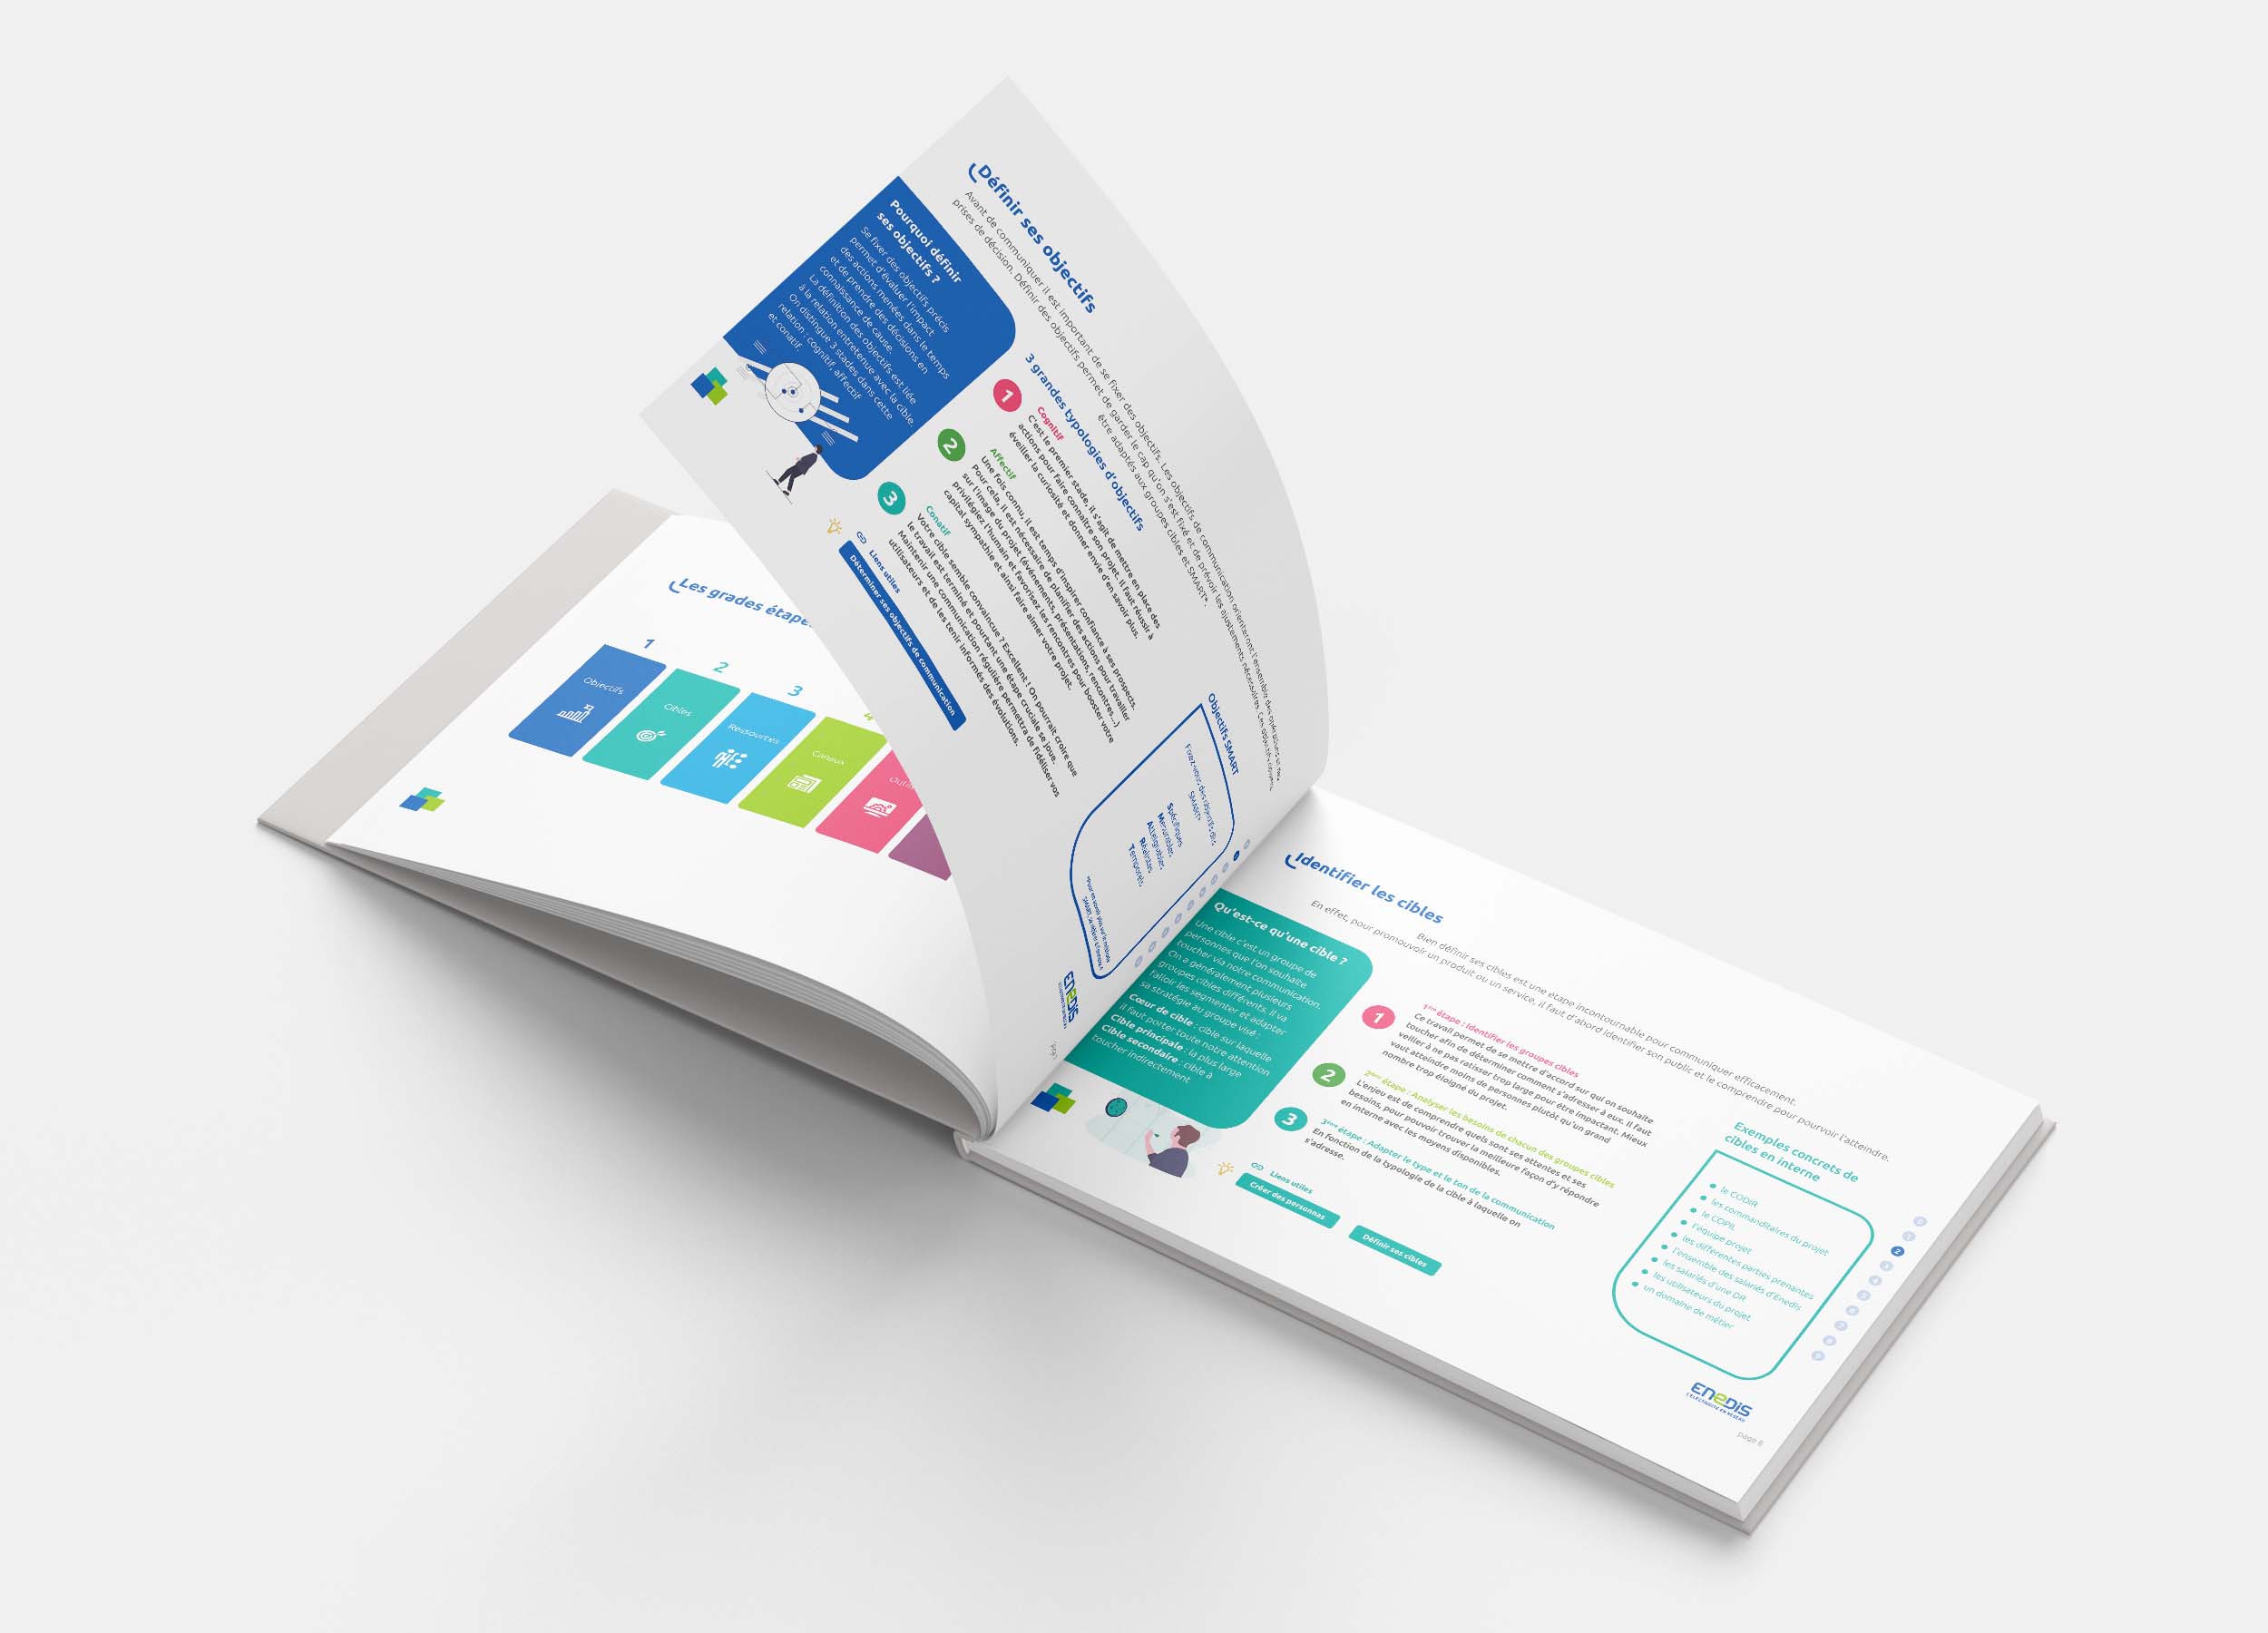 Les grades étape
1
2
3
4
Objectifs
Cibles
Ressources
Canaux
Définir ses objectifs
Avant de communiquer il est important de se fixer des objectifs. Les objectifs de communication orienteront l'ensemble des
prises de décision. Définir des objectifs permet de garder le cap qu'on s'est fixé et de prévoir les ajustements nécessaires.
être adaptés aux groupes cibles et SMART*.
Pourquoi définir
ses objectifs ?
Se fixer des objectifs précis
permet d'évaluer l'impact
des actions menées dans le temps
et de prendre des décisions en
connaissance de cause.
La définition des objectifs est liée
à la relation entretenue avec la cible.
On distingue 3 stades dans cette
relation : cognitif, affectif
et conatif
3 grandes typologies d'objectifs
1
Cognitif
C'est le premier stade, il s'agit de mettre en place des
actions pour faire connaître son projet. Il faut réussir à
éveiller la curiosité et donner envie d'en savoir plus.
2
Affectif
Une fois connu, il est temps d'inspirer confiance à ses prospects.
Pour cela, il est nécessaire de planifier des actions pour travailler
sur l'image du projet (événements, présentations, rencontres...)
privilégiez l'humain et favorisez les rencontres pour booster votre
capital sympathie et ainsi faire aimer votre projet.
3
Conatif
Votre cible semble convaincue ? Excellent ! On pourrait croire que
le travail est terminé et pourtant une étape cruciale se joue.
Maintenir une communication régulière permettra de fidéliser vos
utilisateurs et de les tenir informés des évolutions.
Liens utiles
Déterminer ses objectifs de communication
Objectifs SMART
Fixez-vous des objectifs dits
SMART*
Spécifiques
Mesurables
Atteignables
Réalistes
Temporels
ENEDIS
Identifier les cibles
Bien définir ses cibles est une étape incontournable pour communiquer efficacement.
En effet, pour promouvoir un produit ou un service, il faut d'abord identifier son public et le comprendre pour pourvoir l'atteindre.
Qu'est-ce qu'une cible ?
Une cible c'est un groupe de
personnes que l'on souhaite
toucher via notre communication.
On a généralement plusieurs
groupes cibles différents. Il va
falloir les segmenter et adapter
sa stratégie au groupe visé :
Cœur de cible : cible sur laquelle
il faut porter toute notre attention
Cible principale : la plus large
Cible secondaire : cible à
toucher indirectement
1
1ère étape : Identifier les groupes cibles
Ce travail permet de se mettre d'accord sur qui on souhaite
toucher afin de déterminer comment s'adresser à eux. Il faut
veiller à ne pas ratisser trop large pour être impactant. Mieux
vaut atteindre moins de personnes plutôt qu'un grand
nombre trop éloigné du projet.
2
2ème étape : Analyser les besoins de chacun des groupes cibles
L'enjeu est de comprendre quels sont ses attentes et ses
besoins, pour pouvoir trouver la meilleure façon d'y répondre
en interne avec les moyens disponibles.
3
3ème étape : Adapter le type et le ton de la communication
En fonction de la typologie de la cible à laquelle on
s'adresse.
Liens utiles
Créer des personnas
Définir ses cibles
Exemples concrets de
cibles en interne
le CODIR
les commanditaires du projet
le COPIL
l'équipe projet
les différentes parties prenantes
l'ensemble des salariés d'Enedis
les salariés d'une DR
les utilisateurs du projet
un domaine de métier
2
ENEDIS
L'ELECTRICITE EN RESEAU
page 6